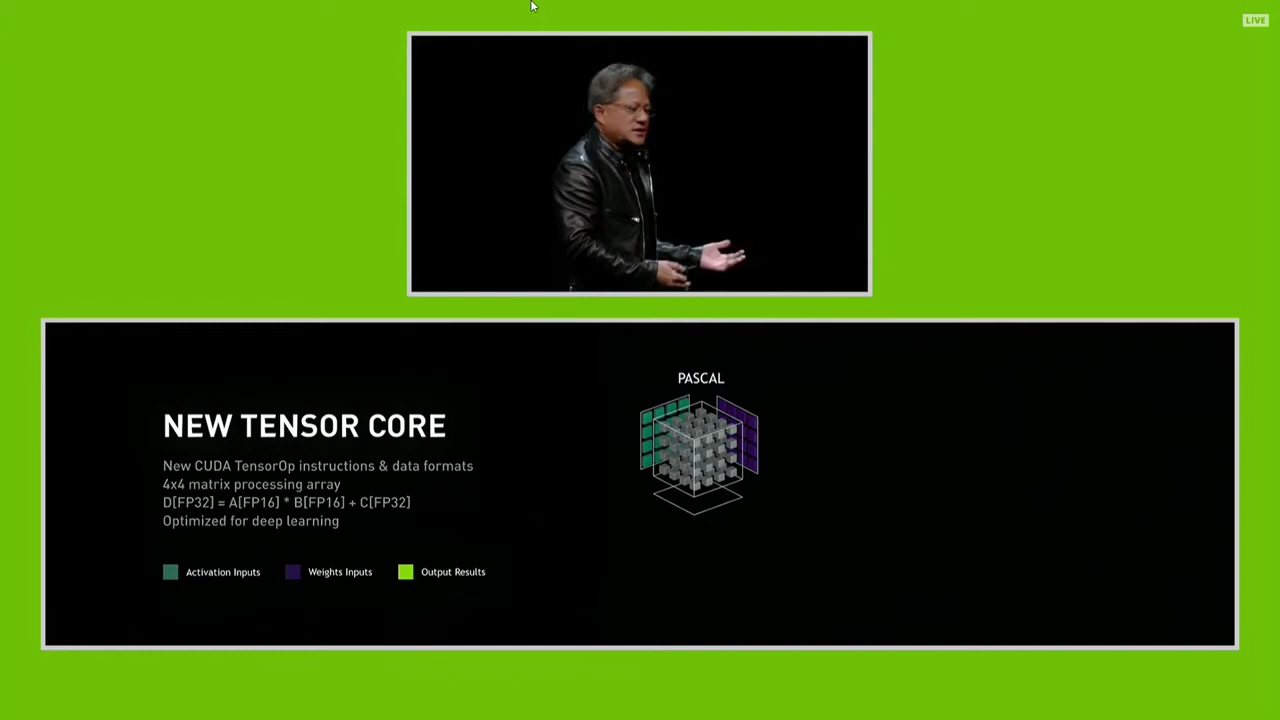 LIVE
PASCAL
NEW TENSOR CORE
New CUDA TensorOp instructions & data formats
4x4 matrix processing array
D[FP32] = A[FP16] * B[FP16] + C[FP32]
Optimized for deep learning
Activation Inputs Weights Inputs Output Results